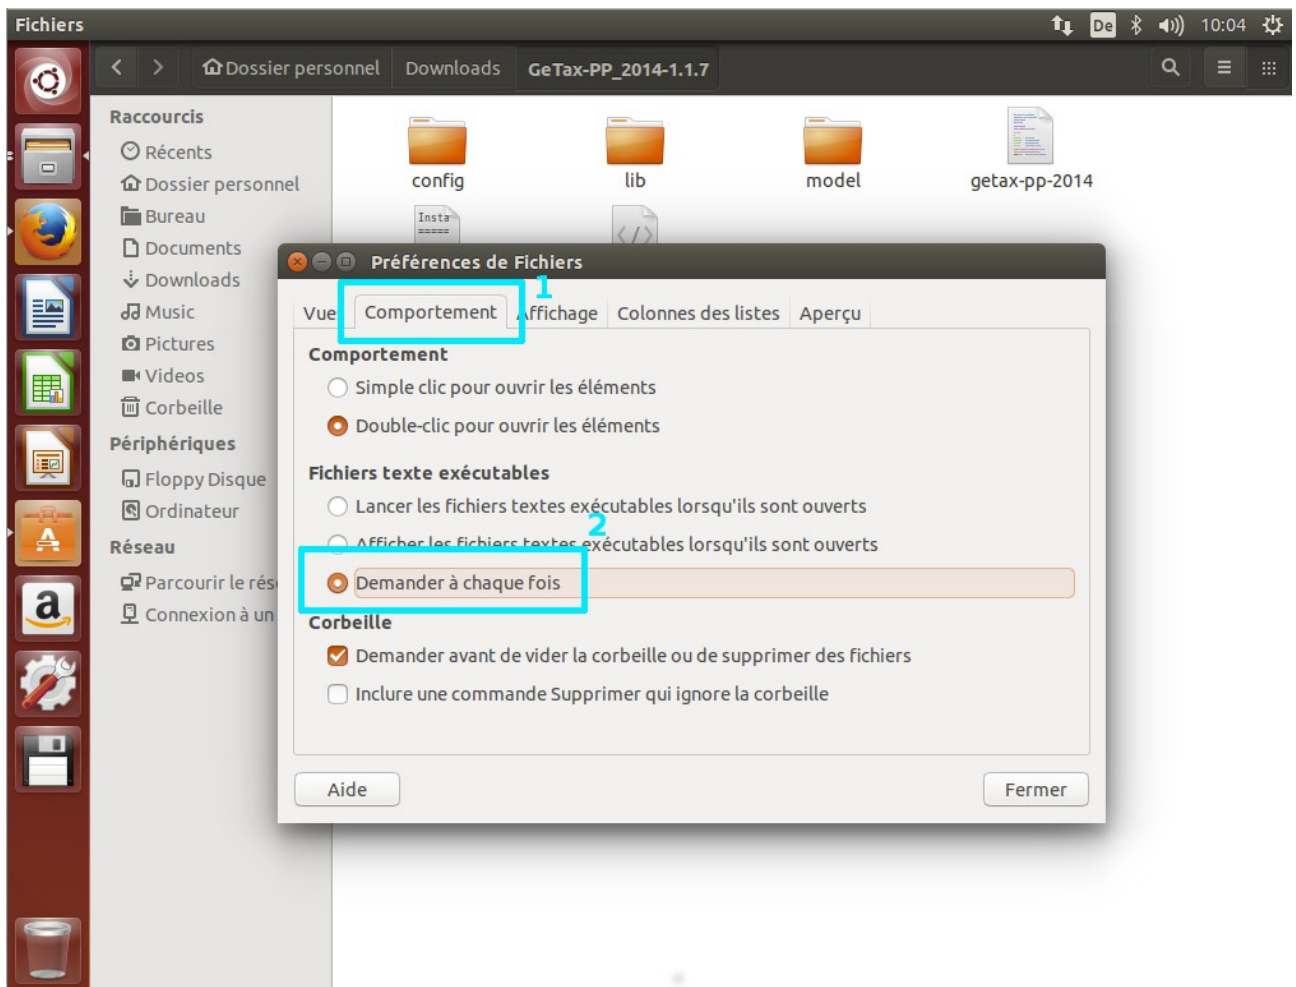 Fichiers
De
10:04
Dossier personnel
Downloads
GeTax-PP_2014-1.1.7
Raccourcis
Récents
Dossier personnel
Bureau
Documents
Downloads
Music
Pictures
Videos
Corbeille
Périphériques
Floppy Disque
Ordinateur
Réseau
Parcourir le rés
Connexion à un
config
lib
model
getax-pp-2014
Insta
=====
</>
Préférences de Fichiers
1
Vue
Comportement
Affichage
Colonnes des listes
Aperçu
Comportement
Simple clic pour ouvrir les éléments
Double-clic pour ouvrir les éléments
Fichiers texte exécutables
Lancer les fichiers textes exécutables lorsqu'ils sont ouverts
2
Afficher les fichiers textes exécutables lorsqu'ils sont ouverts
Demander à chaque fois
Corbeille
Demander avant de vider la corbeille ou de supprimer des fichiers
Inclure une commande Supprimer qui ignore la corbeille
Aide
Fermer